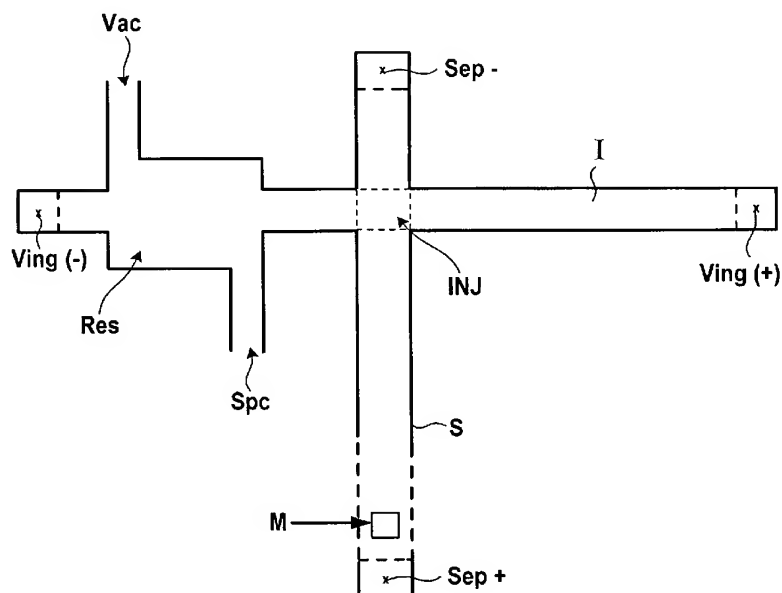 Vac
Sep -
I
Ving (-)
INJ
Ving (+)
Res
Spc
S
M
Sep +